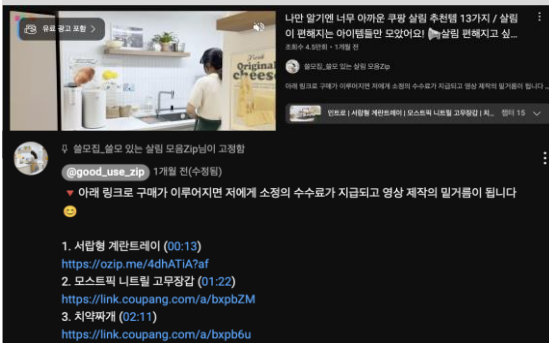 유료 광고 포함 >
Fresh
Original
cheese
나만 알기엔 너무 아까운 쿠팡 살림 추천템 13가지 / 살림
이 편해지는 아이템들만 모았어요! 📢살림 편해지고 싶...
조회수 4.5만회 • 1개월 전
쓸모집_쓸모 있는 살림 모음Zip
아래 링크로 구매가 이루어지면 저에게 소정의 수수료가 지급되고 영상 제작의 밑거름이 됩니다 ...
인트로 | 서랍형 계란트레이 | 모스트픽 니트릴 고무장갑 | 치... 챕터 15
쓸모집_쓸모 있는 살림 모음Zip님이 고정함
@good_use_zip 1개월 전(수정됨)
🔻 아래 링크로 구매가 이루어지면 저에게 소정의 수수료가 지급되고 영상 제작의 밑거름이 됩니다
😊
1. 서랍형 계란트레이 (00:13)
https://ozip.me/4dhATiA?af
2. 모스트픽 니트릴 고무장갑 (01:22)
https://link.coupang.com/a/bxpbZM
3. 치약짜개 (02:11)
https://link.coupang.com/a/bxpb6u